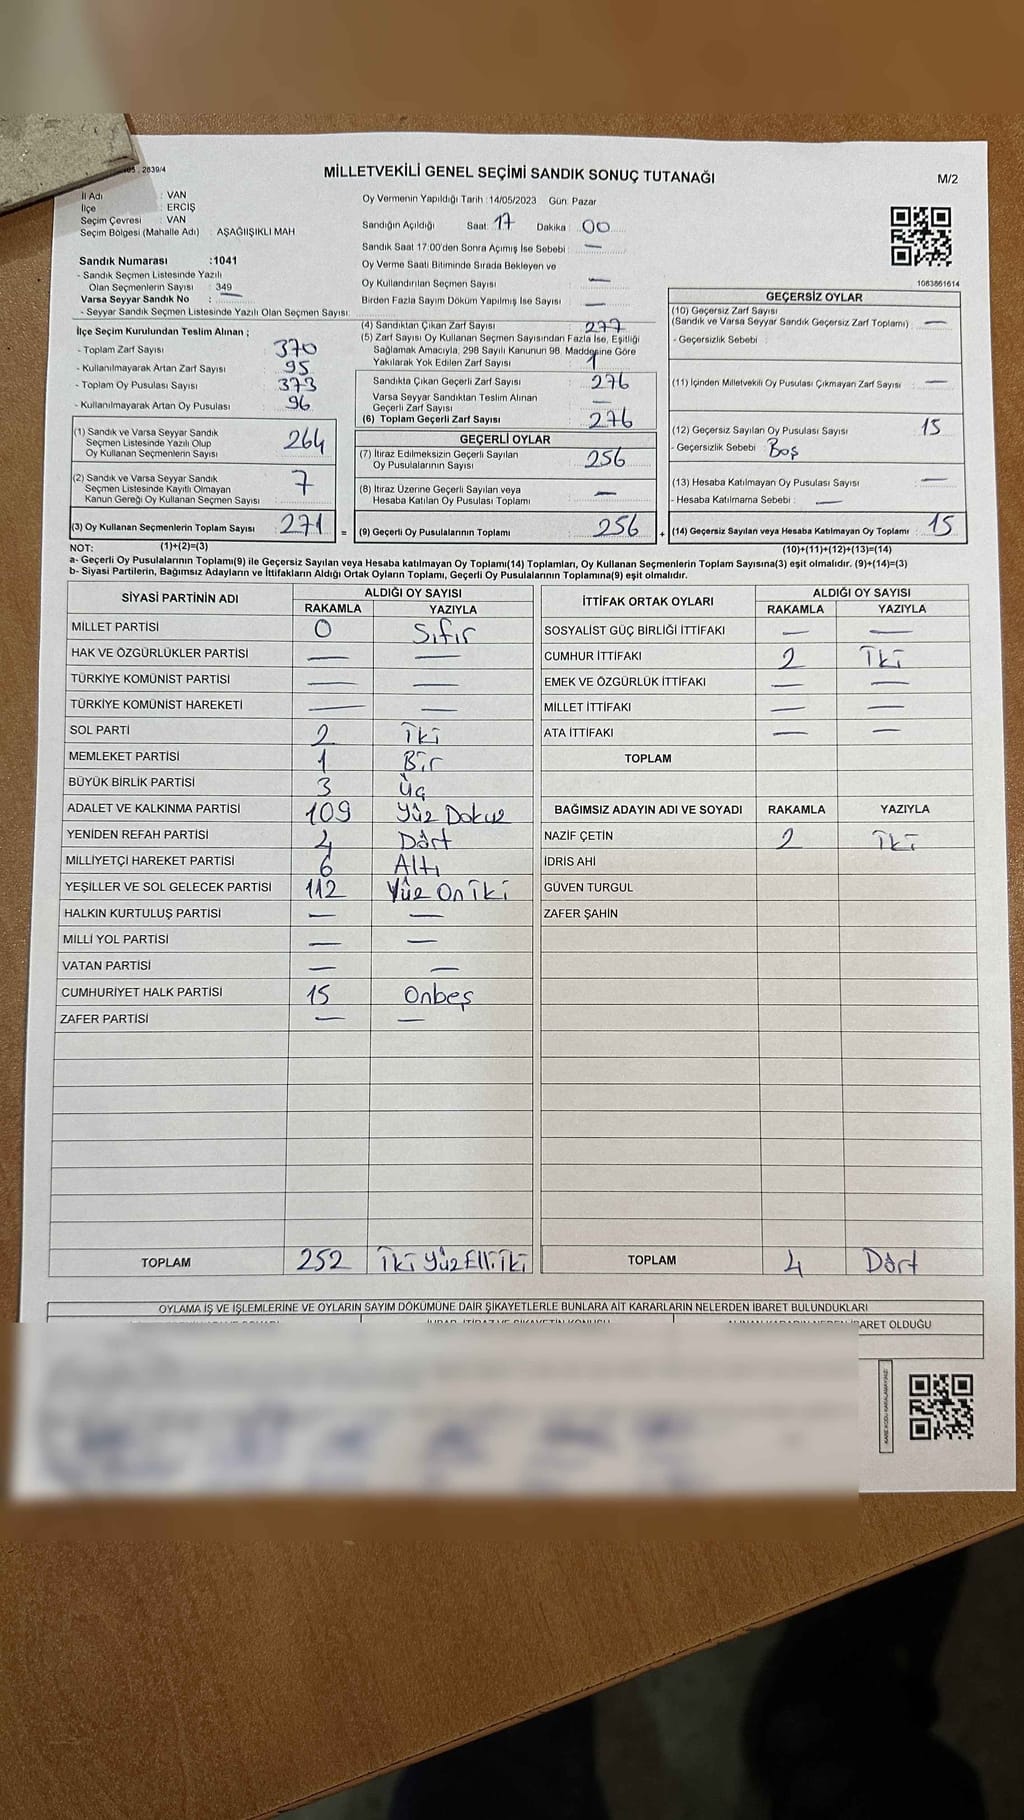 2839/4
MİLLETVEKİLİ GENEL SEÇİMİ SANDIK SONUÇ TUTANAĞI
M/2
İl Adı : VAN
İlçe : ERCİŞ
Seçim Çevresi : VAN
Seçim Bölgesi (Mahalle Adı) : AŞAĞIIŞIKLI MAH
Sandık Numarası :1041
- Sandık Seçmen Listesinde Yazılı
Olan Seçmenlerin Sayısı : 349
Varsa Seyyar Sandık No : —
- Seyyar Sandık Seçmen Listesinde Yazılı Olan Seçmen Sayısı
Oy Vermenin Yapıldığı Tarih : 14/05/2023 Gün: Pazar
Sandığın Açıldığı Saat: 17 Dakika : 00
Sandık Saat 17:00'den Sonra Açımış İse Sebebi : —
Oy Verme Saati Bitiminde Sırada Bekleyen ve
Oy Kullandırılan Seçmen Sayısı : —
Birden Fazla Sayım Döküm Yapılmış İse Sayısı : —
1083861614
İlçe Seçim Kurulundan Teslim Alınan ;
- Toplam Zarf Sayısı : 370
- Kullanılmayarak Artan Zarf Sayısı : 95
- Toplam Oy Pusulası Sayısı : 373
- Kullanılmayarak Artan Oy Pusulası : 96
(1) Sandık ve Varsa Seyyar Sandık
Seçmen Listesinde Yazılı Olup
Oy Kullanan Seçmenlerin Sayısı : 264
(2) Sandık ve Varsa Seyyar Sandık
Seçmen Listesinde Kayıtlı Olmayan
Kanun Gereği Oy Kullanan Seçmen Sayısı : 7
(3) Oy Kullanan Seçmenlerin Toplam Sayısı : 271 =
(1)+(2)=(3)
(4) Sandıktan Çıkan Zarf Sayısı : 277
(5) Zarf Sayısı Oy Kullanan Seçmen Sayısından Fazla İse, Eşitliği
Sağlamak Amacıyla, 298 Sayılı Kanunun 98. Maddesine Göre
Yakılarak Yok Edilen Zarf Sayısı : 1
Sandıkta Çıkan Geçerli Zarf Sayısı : 276
Varsa Seyyar Sandıktan Teslim Alınan
Geçerli Zarf Sayısı : —
(6) Toplam Geçerli Zarf Sayısı : 276
GEÇERLİ OYLAR
(7) İtiraz Edilmeksizin Geçerli Sayılan
Oy Pusulalarının Sayısı : 256
(8) İtiraz Üzerine Geçerli Sayılan veya
Hesaba Katılan Oy Pusulası Toplamı : —
(9) Geçerli Oy Pusulalarının Toplamı : 256 +
GEÇERSİZ OYLAR
(10) Geçersiz Zarf Sayısı
(Sandık ve Varsa Seyyar Sandık Geçersiz Zarf Toplamı) : —
- Geçersizlik Sebebi :
(11) İçinden Milletvekili Oy Pusulası Çıkmayan Zarf Sayısı : —
(12) Geçersiz Sayılan Oy Pusulası Sayısı : 15
- Geçersizlik Sebebi : Boş
(13) Hesaba Katılmayan Oy Pusulası Sayısı : —
- Hesaba Katılmama Sebebi : —
(14) Geçersiz Sayılan veya Hesaba Katılmayan Oy Toplamı : 15
(10)+(11)+(12)+(13)=(14)
NOT:
a- Geçerli Oy Pusulalarının Toplamı(9) ile Geçersiz Sayılan veya Hesaba katılmayan Oy Toplamı(14) Toplamları, Oy Kullanan Seçmenlerin Toplam Sayısına(3) eşit olmalıdır. (9)+(14)=(3)
b- Siyasi Partilerin, Bağımsız Adayların ve İttifakların Aldığı Ortak Oyların Toplamı, Geçerli Oy Pusulalarının Toplamına(9) eşit olmalıdır.
SİYASİ PARTİNİN ADI ALDIĞI OY SAYISI
RAKAMLA YAZIYLA
MİLLET PARTİSİ 0 Sıfır
HAK VE ÖZGÜRLÜKLER PARTİSİ — —
TÜRKİYE KOMÜNİST PARTİSİ — —
TÜRKİYE KOMÜNİST HAREKETİ — —
SOL PARTİ 2 İki
MEMLEKET PARTİSİ 1 Bir
BÜYÜK BİRLİK PARTİSİ 3 Üç
ADALET VE KALKINMA PARTİSİ 109 Yüz Dokuz
YENİDEN REFAH PARTİSİ 4 Dört
MİLLİYETÇİ HAREKET PARTİSİ 6 Altı
YEŞİLLER VE SOL GELECEK PARTİSİ 112 Yüz On İki
HALKIN KURTULUŞ PARTİSİ — —
MİLLİ YOL PARTİSİ — —
VATAN PARTİSİ — —
CUMHURİYET HALK PARTİSİ 15 Onbeş
ZAFER PARTİSİ — —
TOPLAM 252 İki Yüz Elli İki
İTTİFAK ORTAK OYLARI ALDIĞI OY SAYISI
RAKAMLA YAZIYLA
SOSYALİST GÜÇ BİRLİĞİ İTTİFAKI — —
CUMHUR İTTİFAKI 2 İki
EMEK VE ÖZGÜRLÜK İTTİFAKI — —
MİLLET İTTİFAKI — —
ATA İTTİFAKI — —
TOPLAM
BAĞIMSIZ ADAYIN ADI VE SOYADI RAKAMLA YAZIYLA
NAZİF ÇETİN 2 İki
İDRİS AHİ
GÜVEN TURGUL
ZAFER ŞAHİN
TOPLAM 4 Dört
OYLAMA İŞ VE İŞLEMLERİNE VE OYLARIN SAYIM DÖKÜMÜNE DAİR ŞİKAYETLERLE BUNLARA AİT KARARLARIN NELERDEN İBARET BULUNDUKLARI
İBARET OLDUĞU
KARE KODU KARALAMAYINIZ